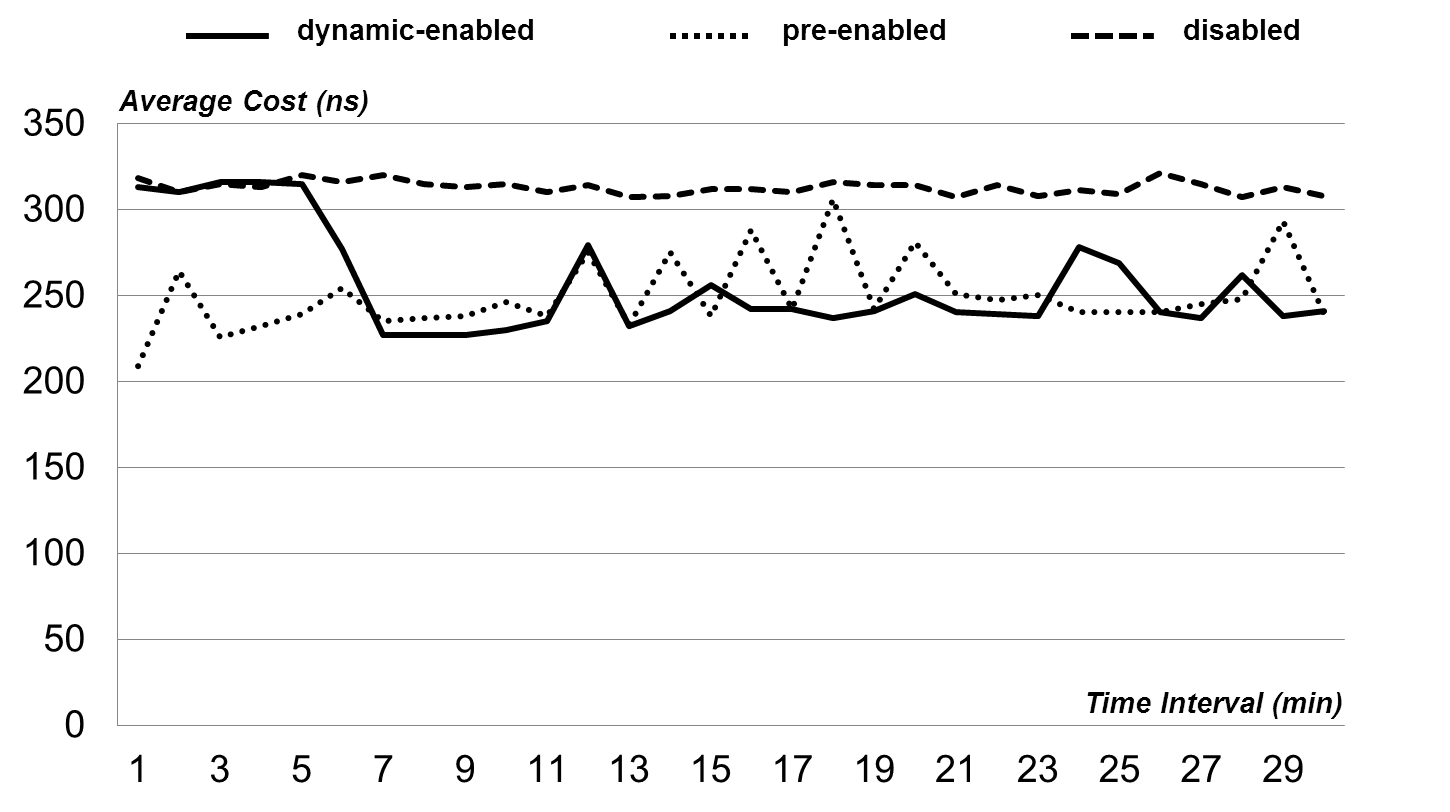 dynamic-enabled pre-enabled disabled
Average Cost (ns)
350
300
250
200
150
100
50
Time Interval (min)
0
1 3 5 7 9 11 13 15 17 19 21 23 25 27 29